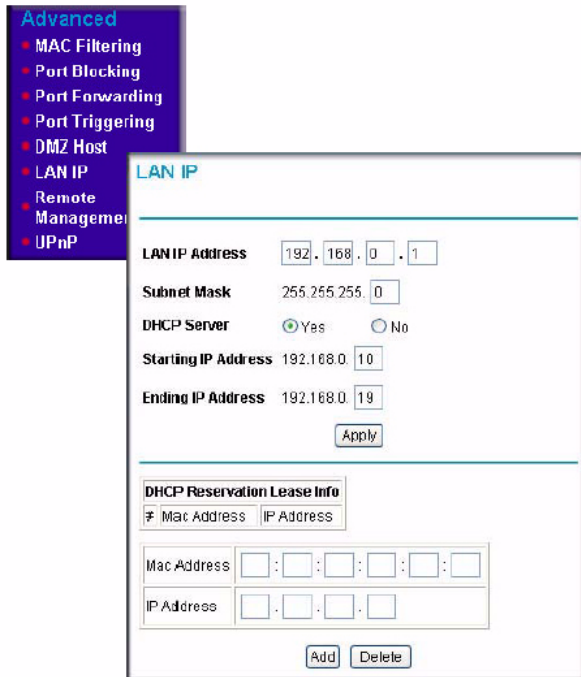 Advanced
MAC Filtering
Port Blocking
Port Forwarding
Port Triggering
DMZ Host
LAN IP
Remote
UPnP
LAN IP
LAN IP Address 192 . 168 . 0 . 1
Subnet Mask 255.255.255. 0
DHCP Server Yes No
Starting IP Address 192.168.0. 10
Ending IP Address 192.168.0. 19
Apply
DHCP Reservation Lease Info
# Mac Address IP Address
Mac Address : : : : :
IP Address . . .
Add Delete